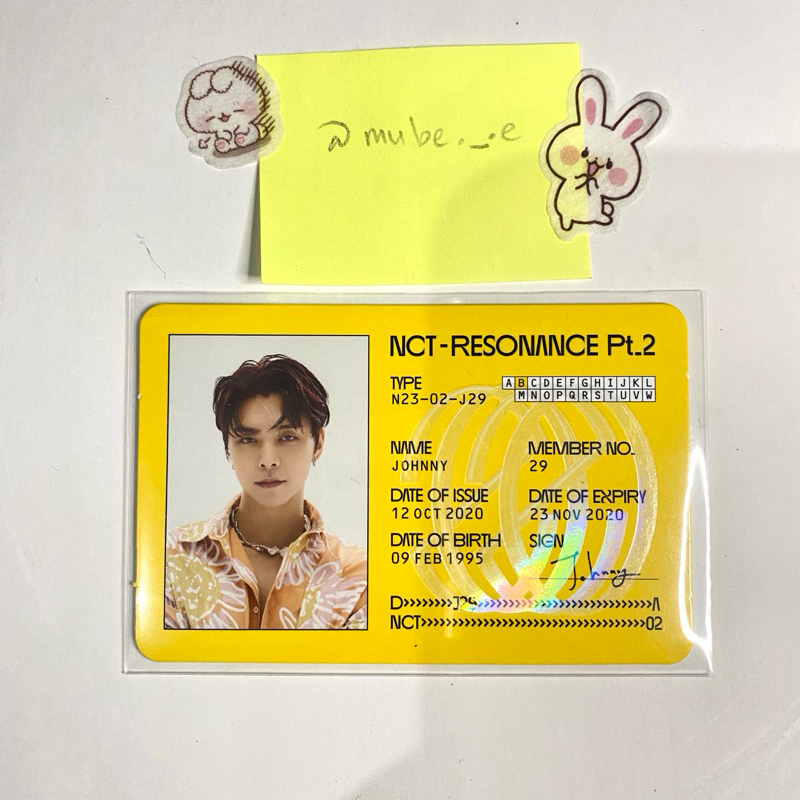 @mube._.e
NCT-RESONANCE Pt.2
TYPE
N23-02-J29
A B C D E F G H I J K L
M N O P Q R S T U V W
NAME
JOHNNY
MEMBER NO.
29
DATE OF ISSUE
12 OCT 2020
DATE OF EXPIRY
23 NOV 2020
DATE OF BIRTH
09 FEB 1995
SIGN
Johnny
D>>>>>>>>J29>>>>>>>>>>>>>>>>>>>>>>>>>>>>>A
NCT>>>>>>>>>>>>>>>>>>>>>>>>>>>>>>>>>>>>>02